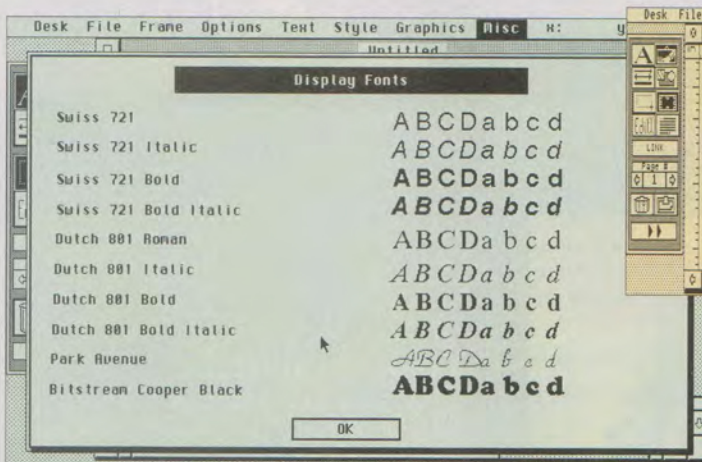 Desk File Frame Options Text Style Graphics Misc X: y
Untitled
Display Fonts
Swiss 721 ABCDabcd
Swiss 721 Italic ABCDabcd
Swiss 721 Bold ABCDabcd
Swiss 721 Bold Italic ABCDabcd
Dutch 801 Roman ABCDabcd
Dutch 801 Italic ABCDabcd
Dutch 801 Bold ABCDabcd
Dutch 801 Bold Italic ABCDabcd
Park Avenue ABCDabcd
Bitstream Cooper Black ABCDabcd
OK
Desk File
A
Edit
LINK
Page #
1